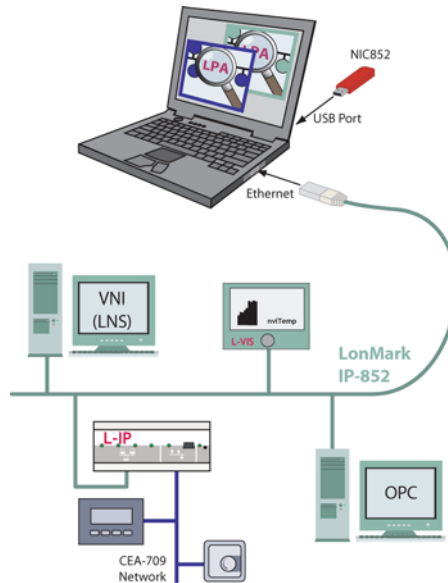 LPA
LPA
NIC852
USB Port
Ethernet
VNI
(LNS)
nviTemp
L-VIS
LonMark
IP-852
L-IP
OPC
CEA-709
Network